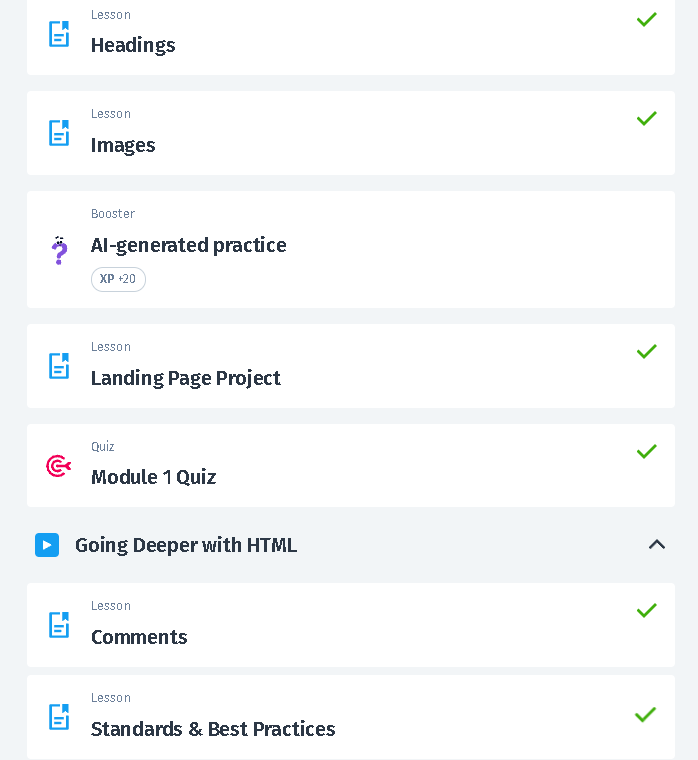 Lesson
Headings
Lesson
Images
Booster
AI-generated practice
XP +20
Lesson
Landing Page Project
Quiz
Module 1 Quiz
Going Deeper with HTML
Lesson
Comments
Lesson
Standards & Best Practices